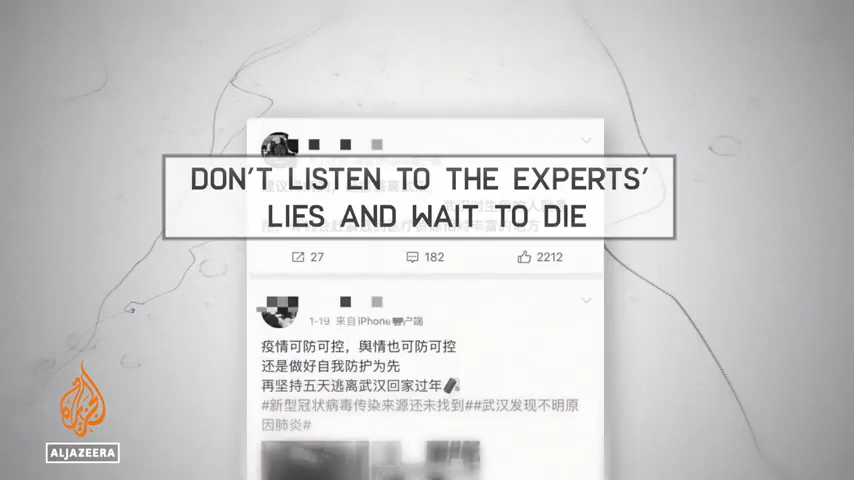 DON'T LISTEN TO THE EXPERTS'
LIES AND WAIT TO DIE
27 182 2212
1-19 来自iPhone客户端
疫情可防可控，舆情也可防可控
还是做好自我防护为先
再坚持五天逃离武汉回家过年
#新型冠状病毒传染来源还未找到##武汉发现不明原
因肺炎#
ALJAZEERA